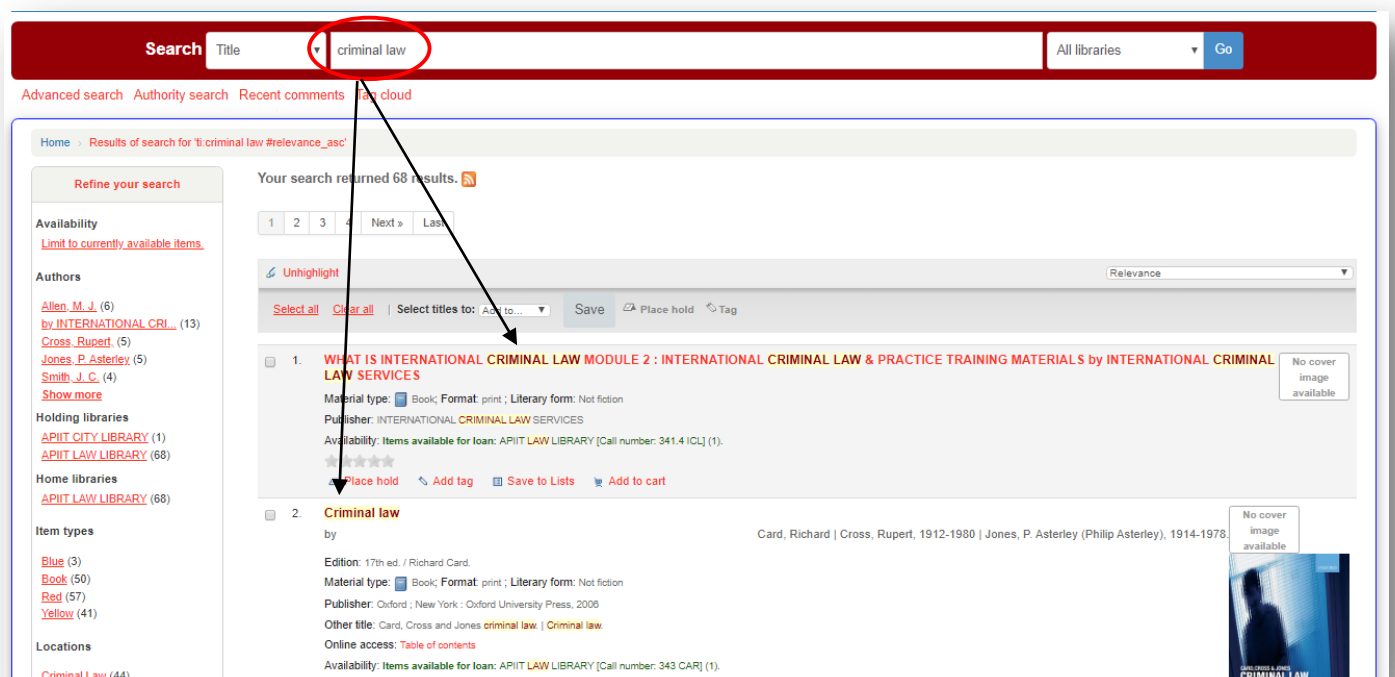 Search Title criminal law All libraries Go
Advanced search Authority search Recent comments Tag cloud
Home › Results of search for 'ti:criminal law #relevance_asc'
Refine your search
Availability
Limit to currently available items.
Authors
Allen, M. J. (6)
by INTERNATIONAL CRI... (13)
Cross, Rupert, (5)
Jones, P. Asterley (5)
Smith, J. C. (4)
Show more
Holding libraries
APIIT CITY LIBRARY (1)
APIIT LAW LIBRARY (68)
Home libraries
APIIT LAW LIBRARY (68)
Item types
Blue (3)
Book (50)
Red (57)
Yellow (41)
Locations
Criminal Law (44)
Your search returned 68 results.
1 2 3 4 Next » Last
Unhighlight Relevance
Select all Clear all | Select titles to: Add to... Save Place hold Tag
1. WHAT IS INTERNATIONAL CRIMINAL LAW MODULE 2 : INTERNATIONAL CRIMINAL LAW & PRACTICE TRAINING MATERIALS by INTERNATIONAL CRIMINAL
LAW SERVICES
Material type: Book; Format: print ; Literary form: Not fiction
Publisher: INTERNATIONAL CRIMINAL LAW SERVICES
Availability: Items available for loan: APIIT LAW LIBRARY [Call number: 341.4 ICL] (1).
Place hold Add tag Save to Lists Add to cart
No cover
image
available
2. Criminal law
by Card, Richard | Cross, Rupert, 1912-1980 | Jones, P. Asterley (Philip Asterley), 1914-1978.
Edition: 17th ed. / Richard Card.
Material type: Book; Format: print ; Literary form: Not fiction
Publisher: Oxford ; New York : Oxford University Press, 2006
Other title: Card, Cross and Jones criminal law. | Criminal law.
Online access: Table of contents
Availability: Items available for loan: APIIT LAW LIBRARY [Call number: 343 CAR] (1).
No cover
image
available
CARD, CROSS & JONES
CRIMINAL LAW